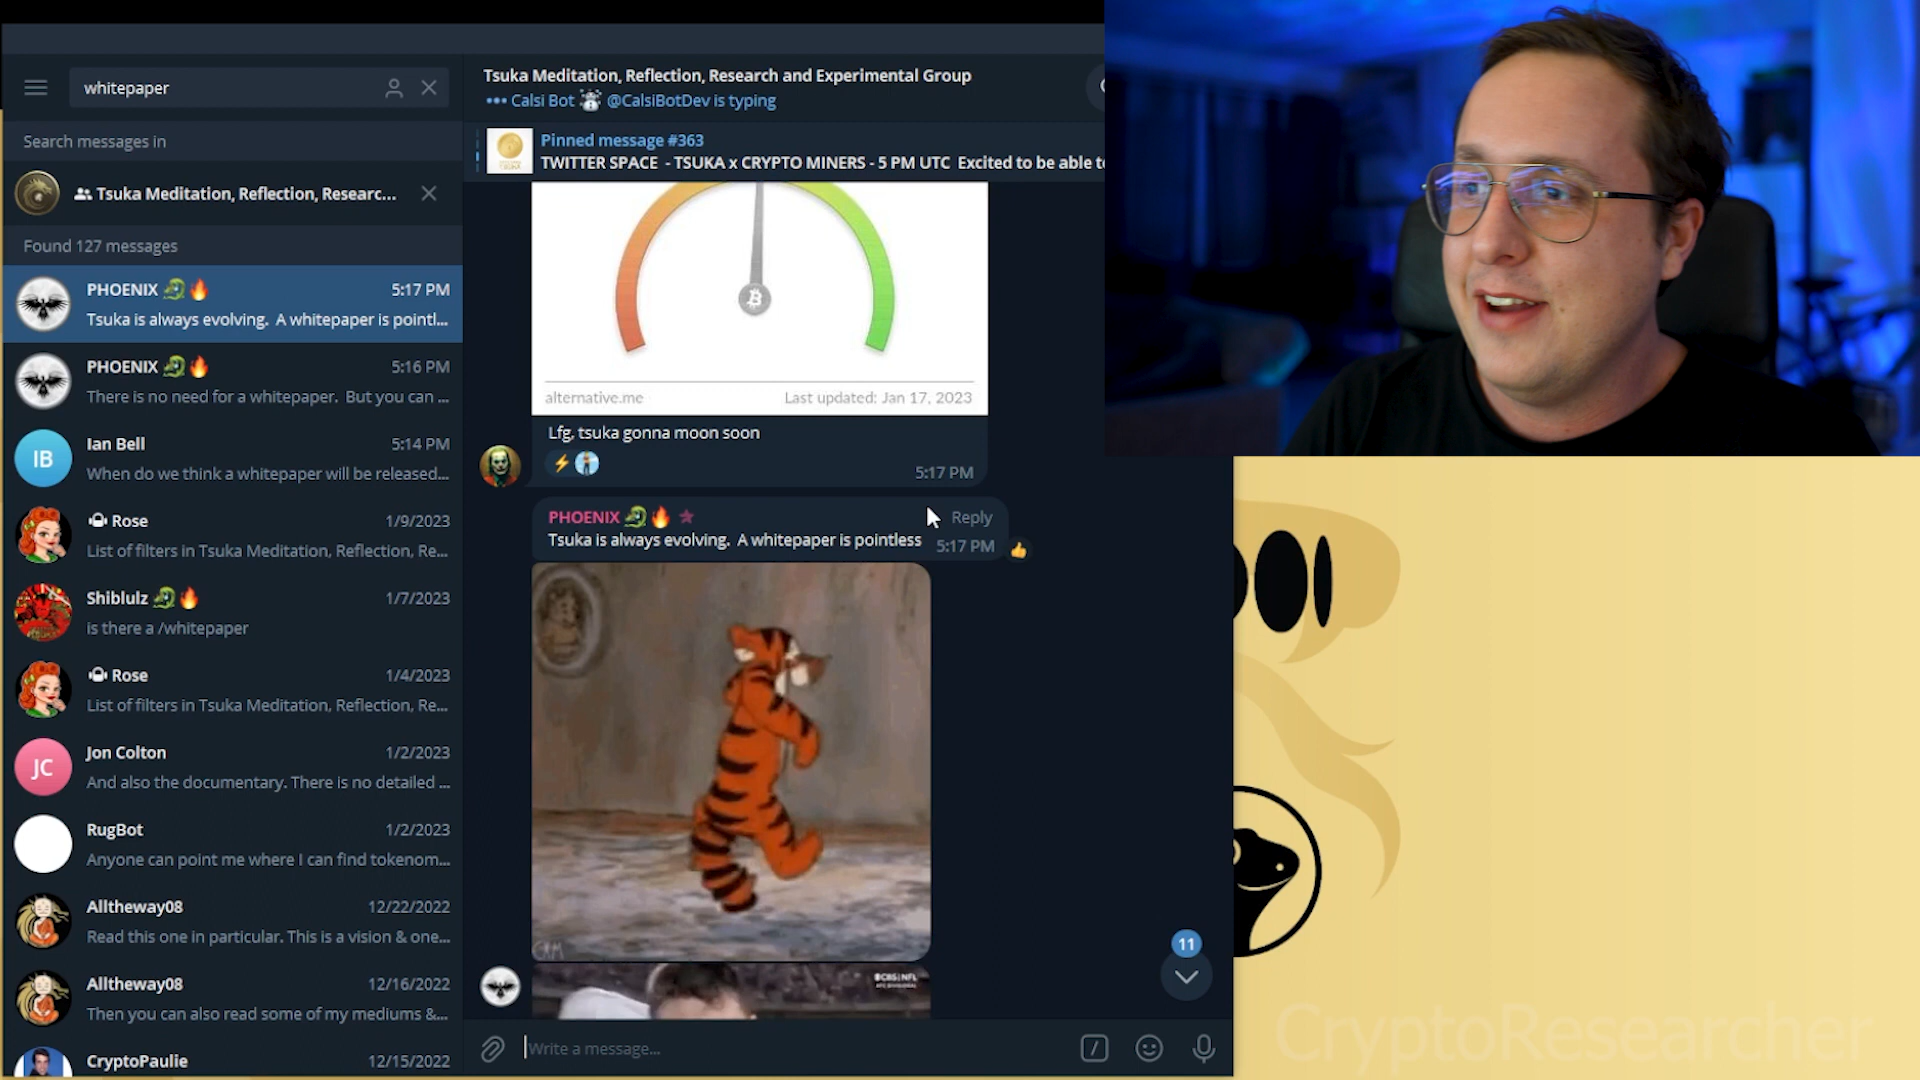 whitepaper
Search messages in
Tsuka Meditation, Reflection, Researc...
Found 127 messages
PHOENIX 5:17 PM
Tsuka is always evolving. A whitepaper is pointl...
PHOENIX 5:16 PM
There is no need for a whitepaper. But you can ...
IB
Ian Bell 5:14 PM
When do we think a whitepaper will be released...
Rose 1/9/2023
List of filters in Tsuka Meditation, Reflection, Re...
Shiblulz 1/7/2023
is there a /whitepaper
Rose 1/4/2023
List of filters in Tsuka Meditation, Reflection, Re...
JC
Jon Colton 1/2/2023
And also the documentary. There is no detailed ...
RugBot 1/2/2023
Anyone can point me where I can find tokenom...
Alltheway08 12/22/2022
Read this one in particular. This is a vision & one...
Alltheway08 12/16/2022
Then you can also read some of my mediums &...
CryptoPaulie 12/15/2022
Tsuka Meditation, Reflection, Research and Experimental Group
Calsi Bot @CalsiBotDev is typing
Pinned message #363
TWITTER SPACE - TSUKA x CRYPTO MINERS - 5 PM UTC Excited to be able to
alternative.me Last updated: Jan 17, 2023
Lfg, tsuka gonna moon soon
5:17 PM
PHOENIX Reply
Tsuka is always evolving. A whitepaper is pointless 5:17 PM
CBS NFL
11
Write a message...
CryptoResearcher